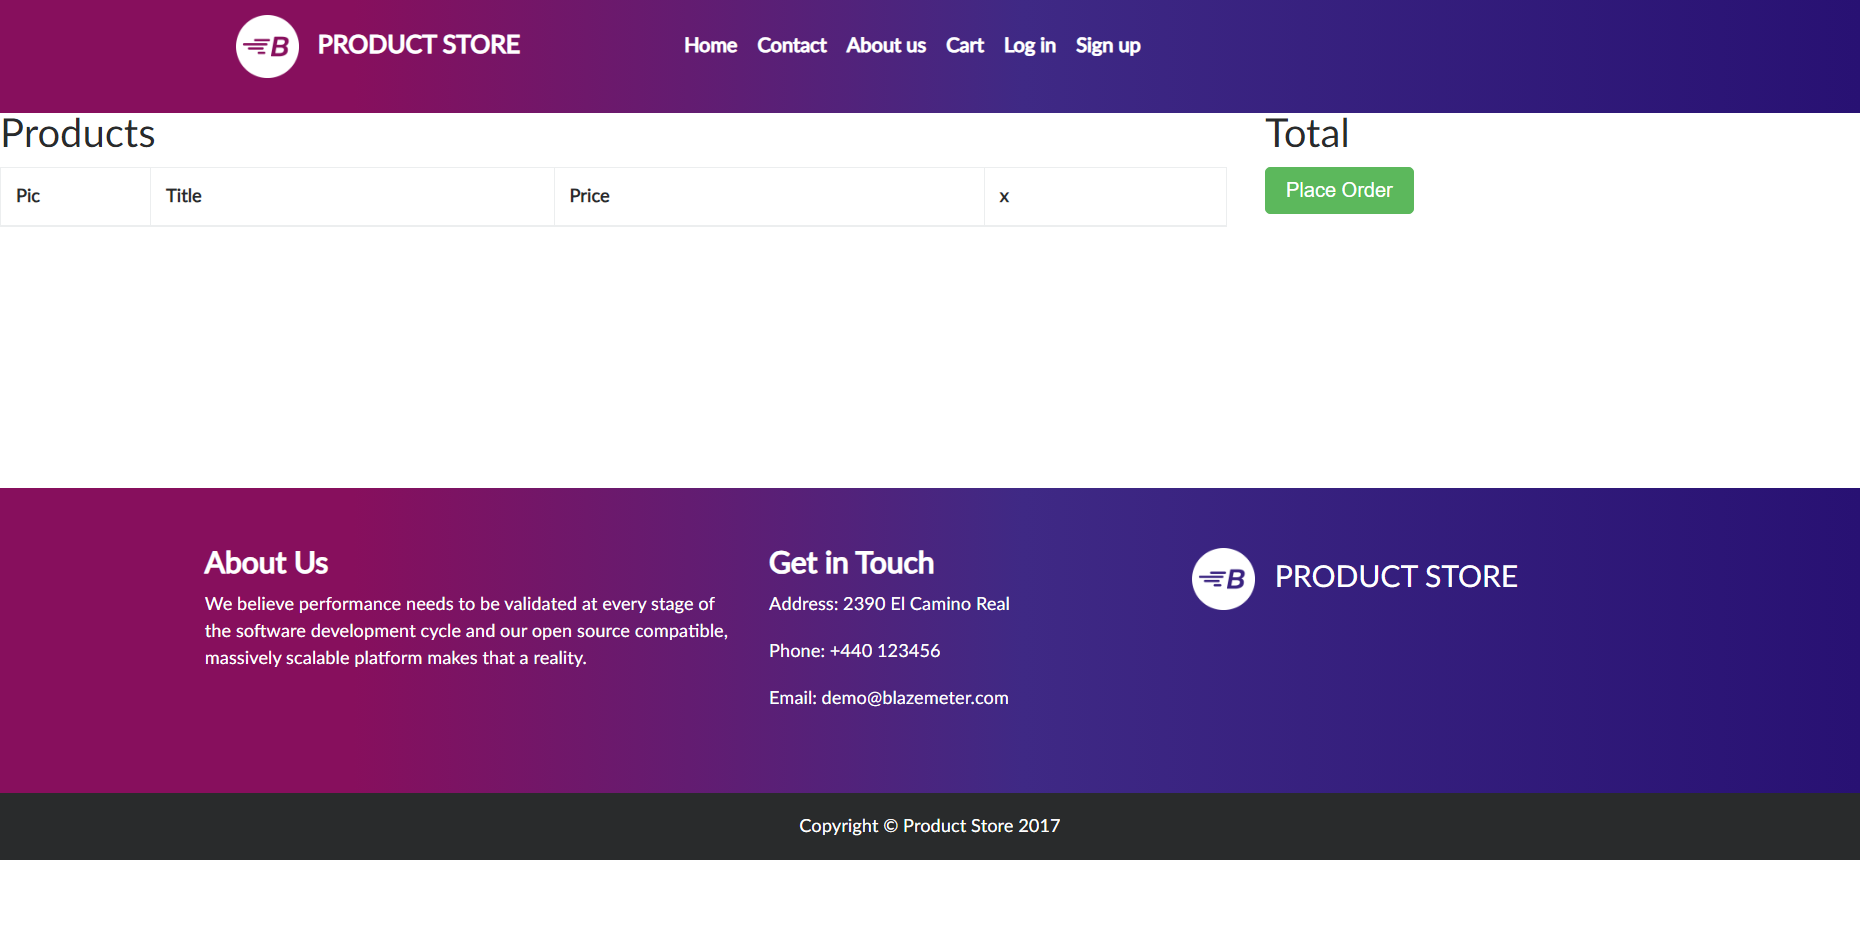 B PRODUCT STORE Home Contact About us Cart Log in Sign up
Products
Total
Pic Title Price x
Place Order
About Us
We believe performance needs to be validated at every stage of
the software development cycle and our open source compatible,
massively scalable platform makes that a reality.
Get in Touch
Address: 2390 El Camino Real
Phone: +440 123456
Email: demo@blazemeter.com
B PRODUCT STORE
Copyright © Product Store 2017